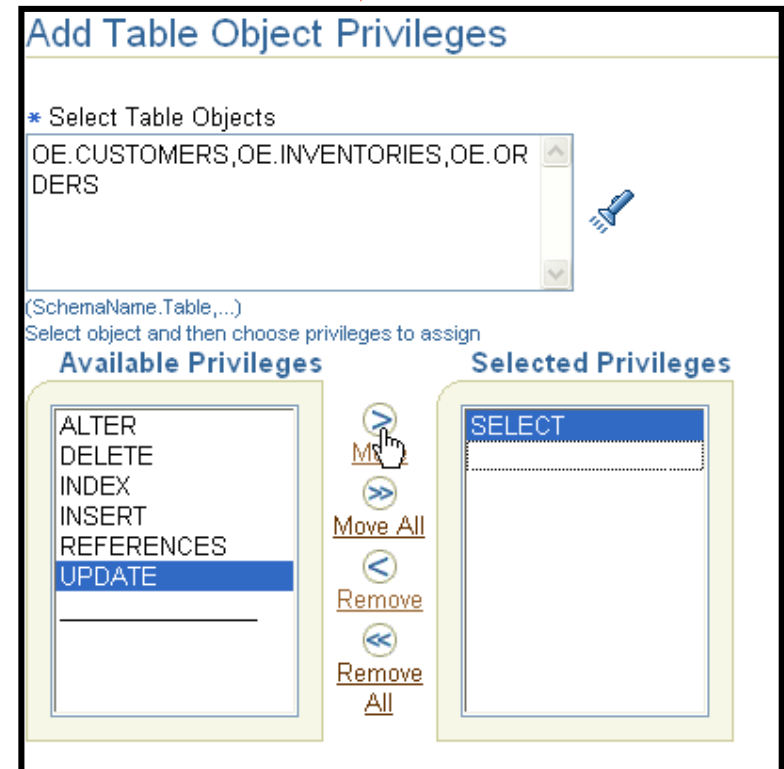 Add Table Object Privileges
* Select Table Objects
OE.CUSTOMERS,OE.INVENTORIES,OE.OR
DERS
(SchemaName.Table,...)
Select object and then choose privileges to assign
Available Privileges
Selected Privileges
ALTER
DELETE
INDEX
INSERT
REFERENCES
UPDATE
Move All
Remove
Remove
All
SELECT